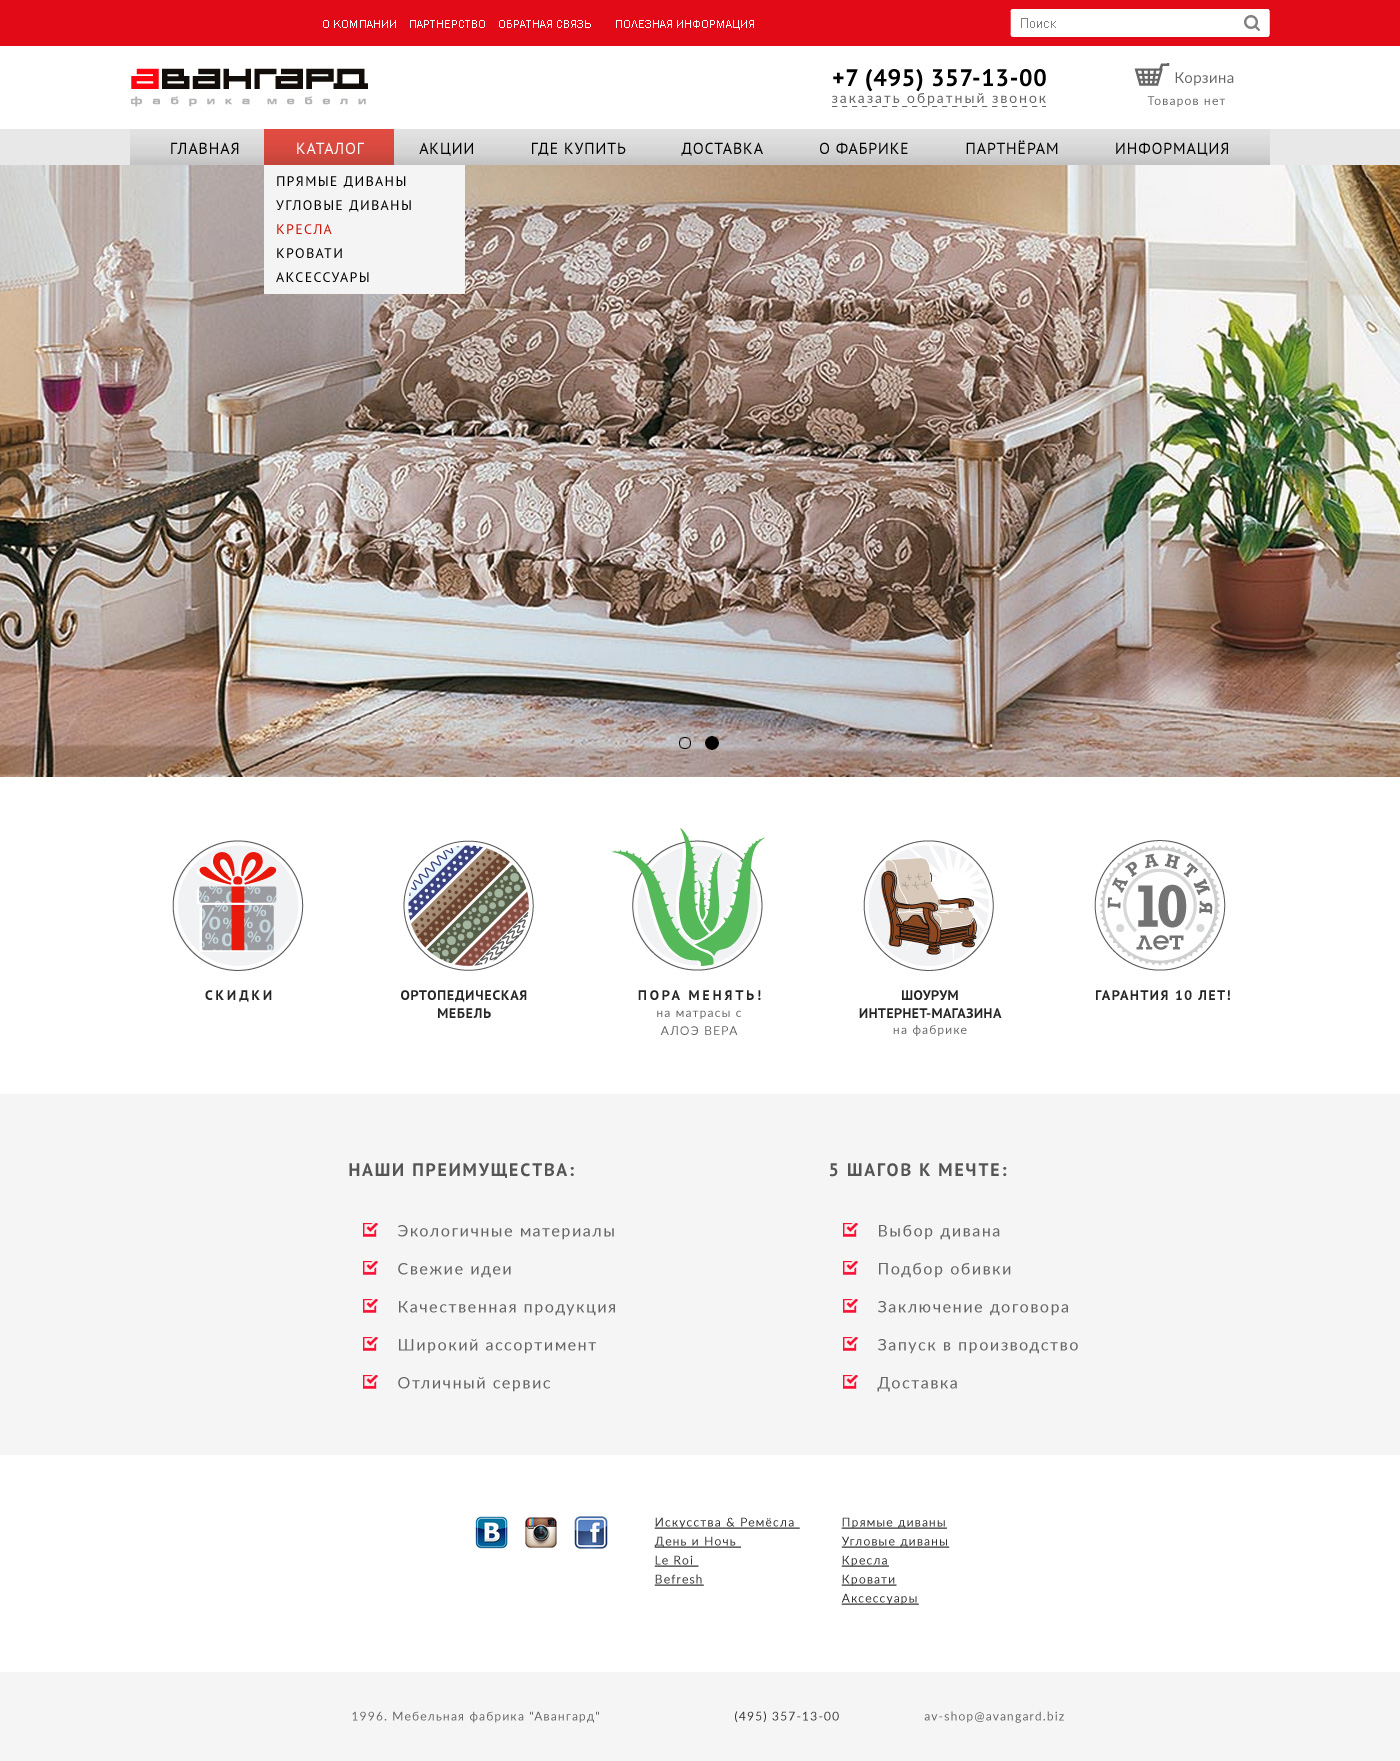 О КОМПАНИИ ПАРТНЕРСТВО ОБРАТНАЯ СВЯЗЬ ПОЛЕЗНАЯ ИНФОРМАЦИЯ
Поиск
авангард
фабрика мебели
+7 (495) 357-13-00
заказать обратный звонок
Корзина
Товаров нет
ГЛАВНАЯ КАТАЛОГ АКЦИИ ГДЕ КУПИТЬ ДОСТАВКА О ФАБРИКЕ ПАРТНЁРАМ ИНФОРМАЦИЯ
ПРЯМЫЕ ДИВАНЫ
УГЛОВЫЕ ДИВАНЫ
КРЕСЛА
КРОВАТИ
АКСЕССУАРЫ
ГАРАНТИЯ
10
лет
СКИДКИ
ОРТОПЕДИЧЕСКАЯ
МЕБЕЛЬ
ПОРА МЕНЯТЬ!
на матрасы с
АЛОЭ ВЕРА
ШОУРУМ
ИНТЕРНЕТ-МАГАЗИНА
на фабрике
ГАРАНТИЯ 10 ЛЕТ!
НАШИ ПРЕИМУЩЕСТВА:
Экологичные материалы
Свежие идеи
Качественная продукция
Широкий ассортимент
Отличный сервис
5 ШАГОВ К МЕЧТЕ:
Выбор дивана
Подбор обивки
Заключение договора
Запуск в производство
Доставка
Искусства & Ремёсла
День и Ночь
Le Roi
Befresh
Прямые диваны
Угловые диваны
Кресла
Кровати
Аксессуары
1996. Мебельная фабрика "Авангард"
(495) 357-13-00
av-shop@avangard.biz